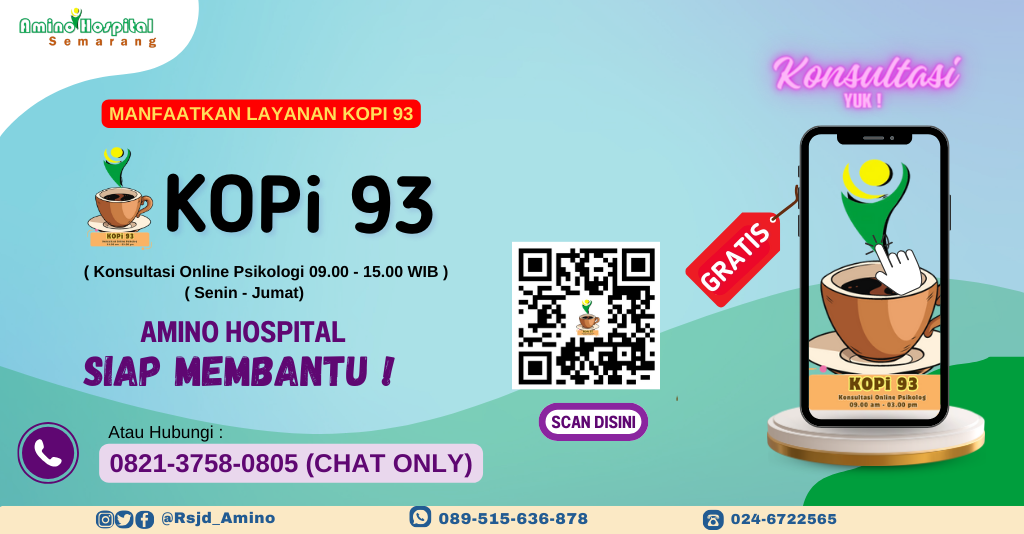 Amino Hospital
Semarang
MANFAATKAN LAYANAN KOPI 93
KOPi 93
KOPi 93
( Konsultasi Online Psikologi 09.00 - 15.00 WIB )
( Senin - Jumat)
AMINO HOSPITAL
SIAP MEMBANTU !
Atau Hubungi :
0821-3758-0805 (CHAT ONLY)
SCAN DISINI
Konsultasi
YUK !
GRATIS
KOPi 93
Konsultasi Online Psikolog
09.00 am - 03.00 pm
@Rsjd_Amino
089-515-636-878
024-6722565